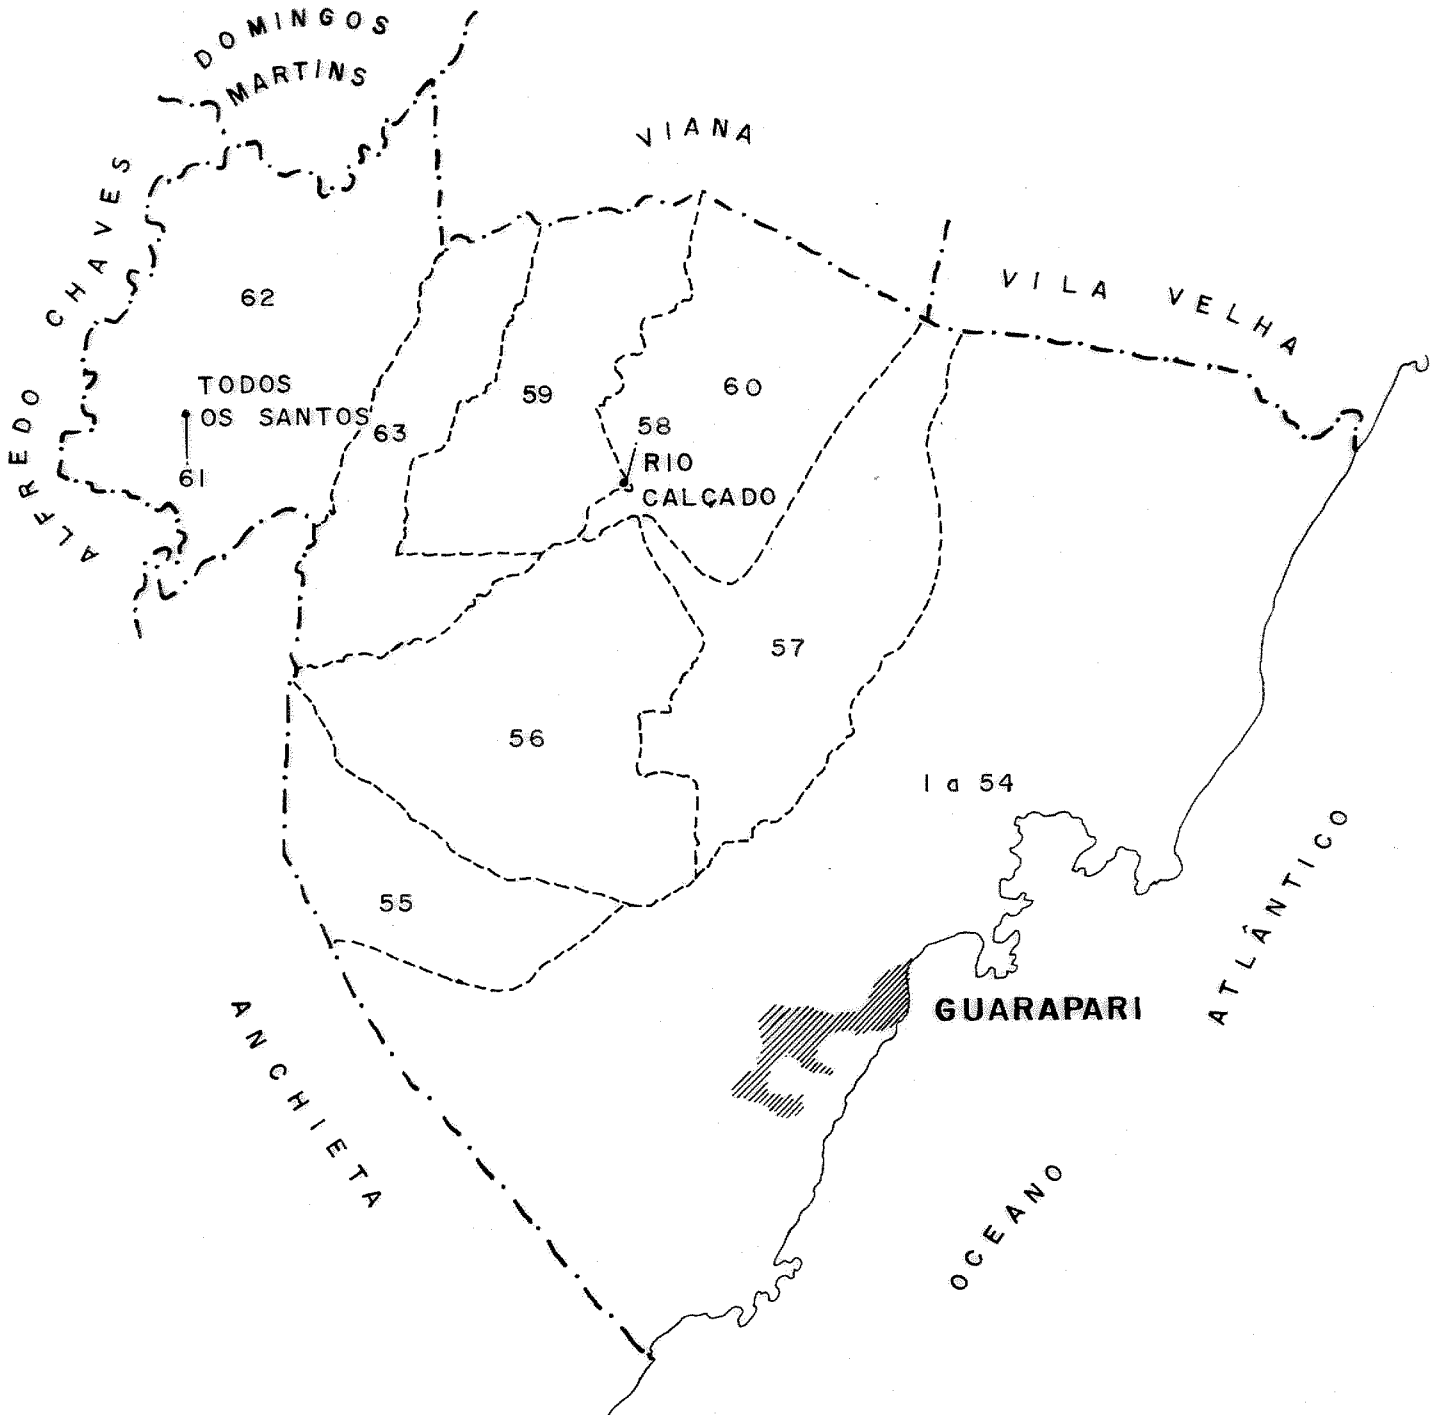 DOMINGOS
MARTINS
VIANA
ALFREDO CHAVES
VILA VELHA
62
TODOS
OS SANTOS
61
63
59
60
58
RIO
CALÇADO
57
56
1 a 54
55
GUARAPARI
ANCHIETA
OCEANO ATLÂNTICO